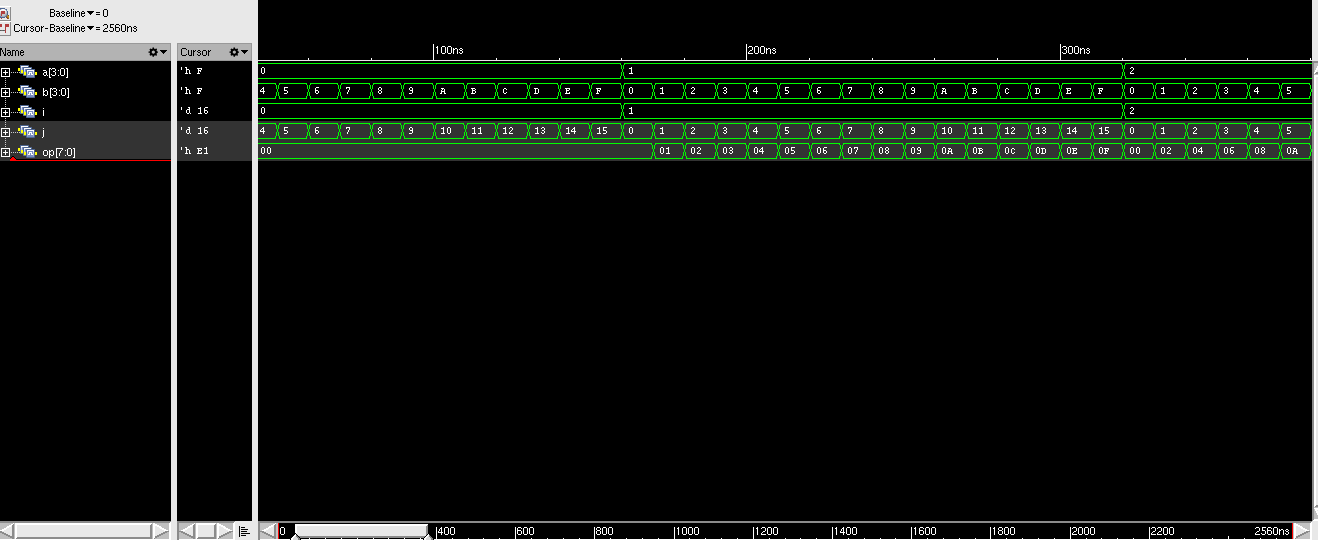 Baseline▼= 0
Cursor-Baseline▼= 2560ns
Name Cursor 100ns 200ns 300ns
a[3:0] 'h F 0 1 2
b[3:0] 'h F 4 5 6 7 8 9 A B C D E F 0 1 2 3 4 5 6 7 8 9 A B C D E F 0 1 2 3 4 5
i 'd 16 0 1 2
j 'd 16 4 5 6 7 8 9 10 11 12 13 14 15 0 1 2 3 4 5 6 7 8 9 10 11 12 13 14 15 0 1 2 3 4 5
op[7:0] 'h E1 00 01 02 03 04 05 06 07 08 09 0A 0B 0C 0D 0E 0F 00 02 04 06 08 0A
0 400 600 800 1000 1200 1400 1600 1800 2000 2200 2560ns